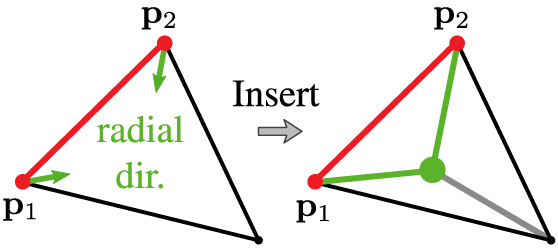 p2
p2
Insert
radial
dir.
p1
p1